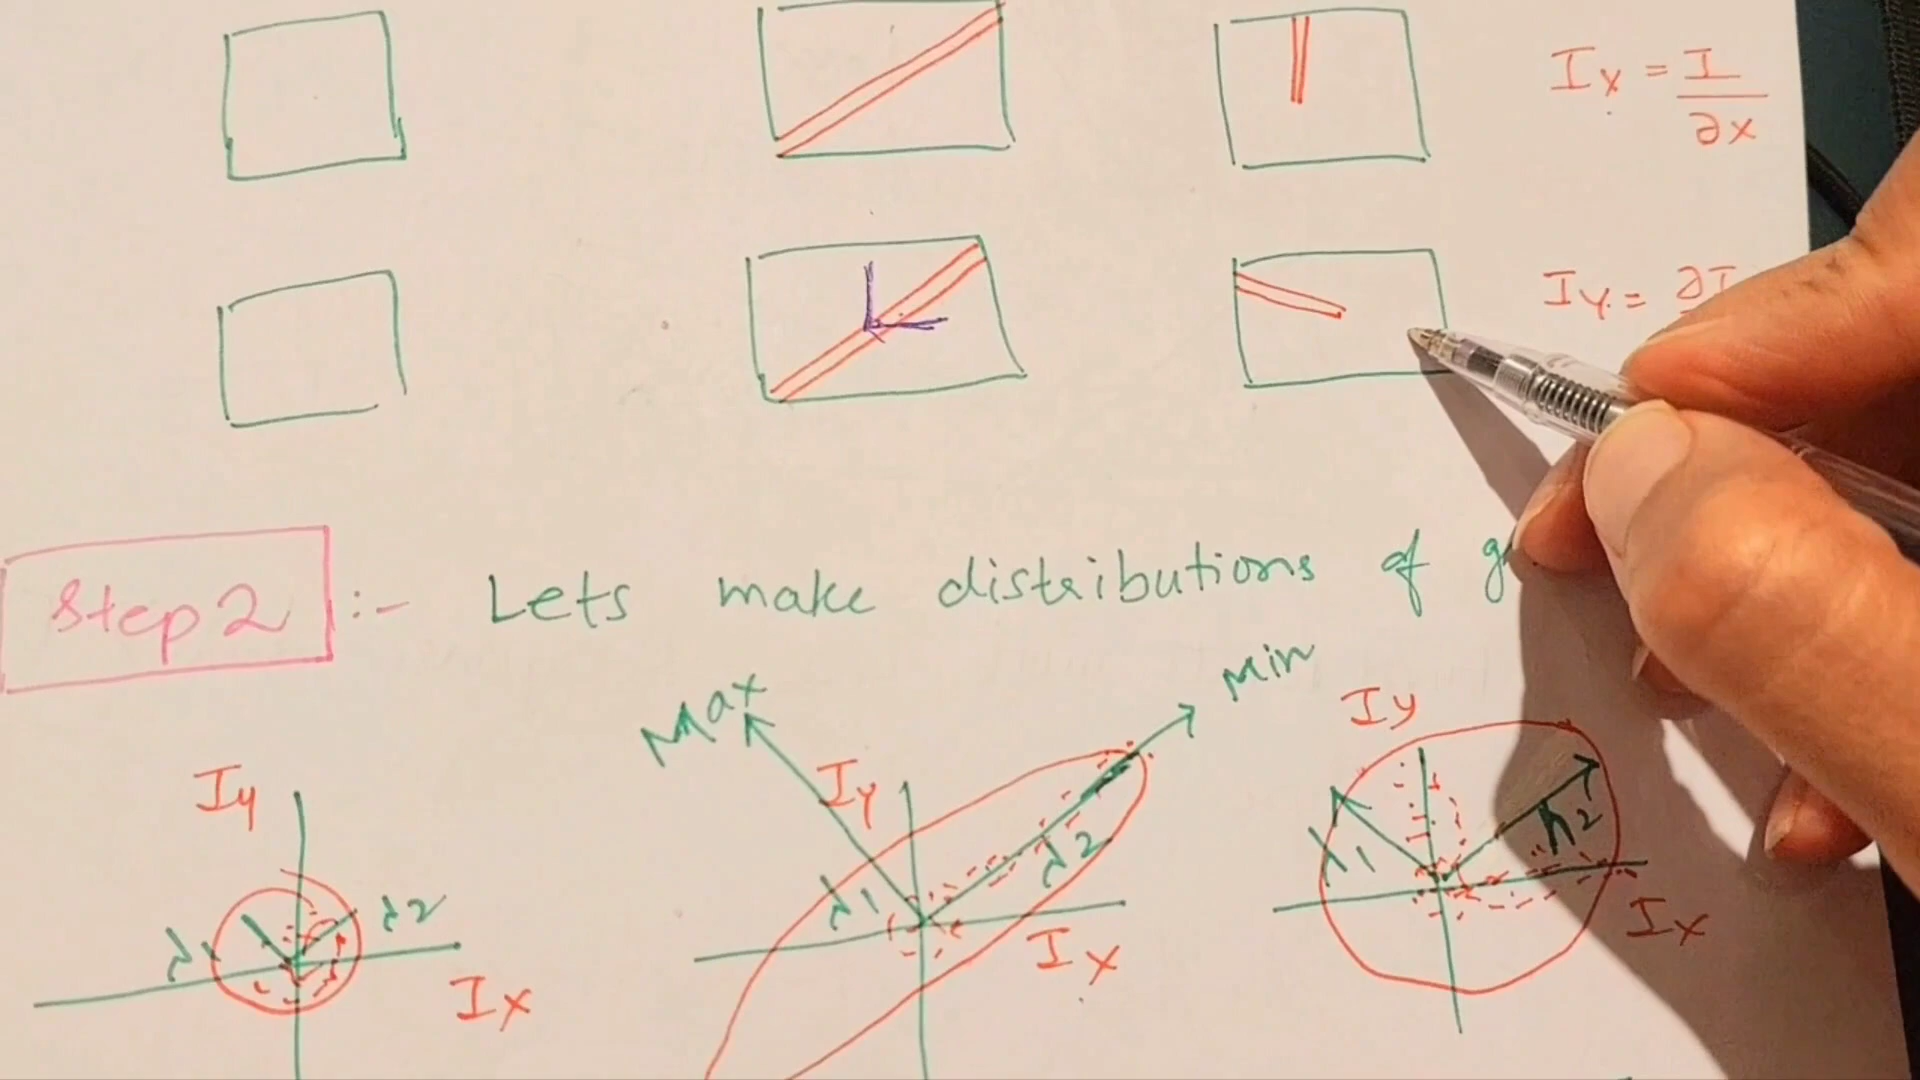 Ix = I
∂x
Iy = ∂I
Step 2 :- Lets make distributions of g
Max
Min
Iy
Iy
Iy
λ1
λ2
λ1
λ2
λ1
λ2
Ix
Ix
Ix